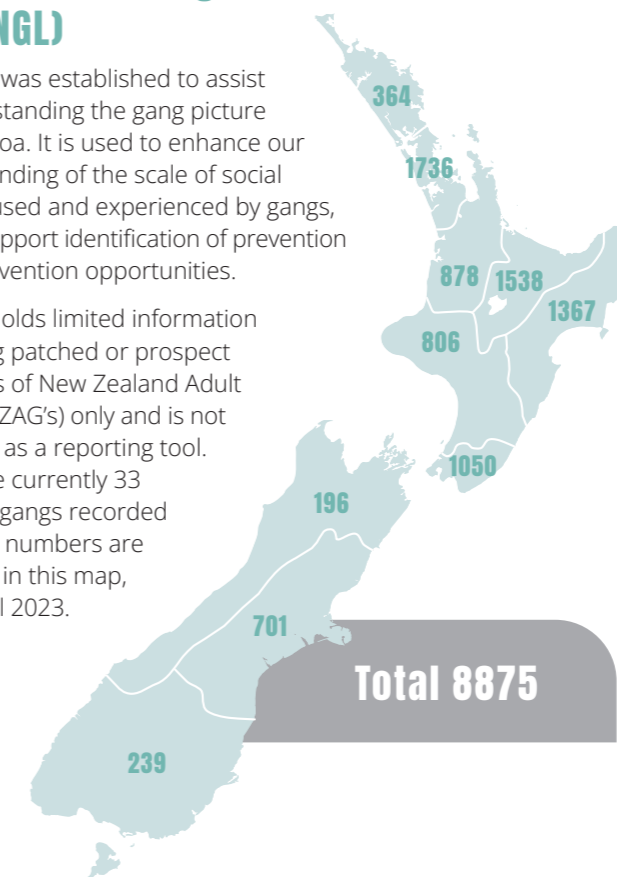 NGL)
was established to assist
standing the gang picture
oa. It is used to enhance our
nding of the scale of social
used and experienced by gangs,
upport identification of prevention
rvention opportunities.
olds limited information
g patched or prospect
s of New Zealand Adult
ZAG's) only and is not
as a reporting tool.
e currently 33
gangs recorded
numbers are
in this map,
l 2023.
364
1736
878
1538
1367
806
1050
196
701
Total 8875
239